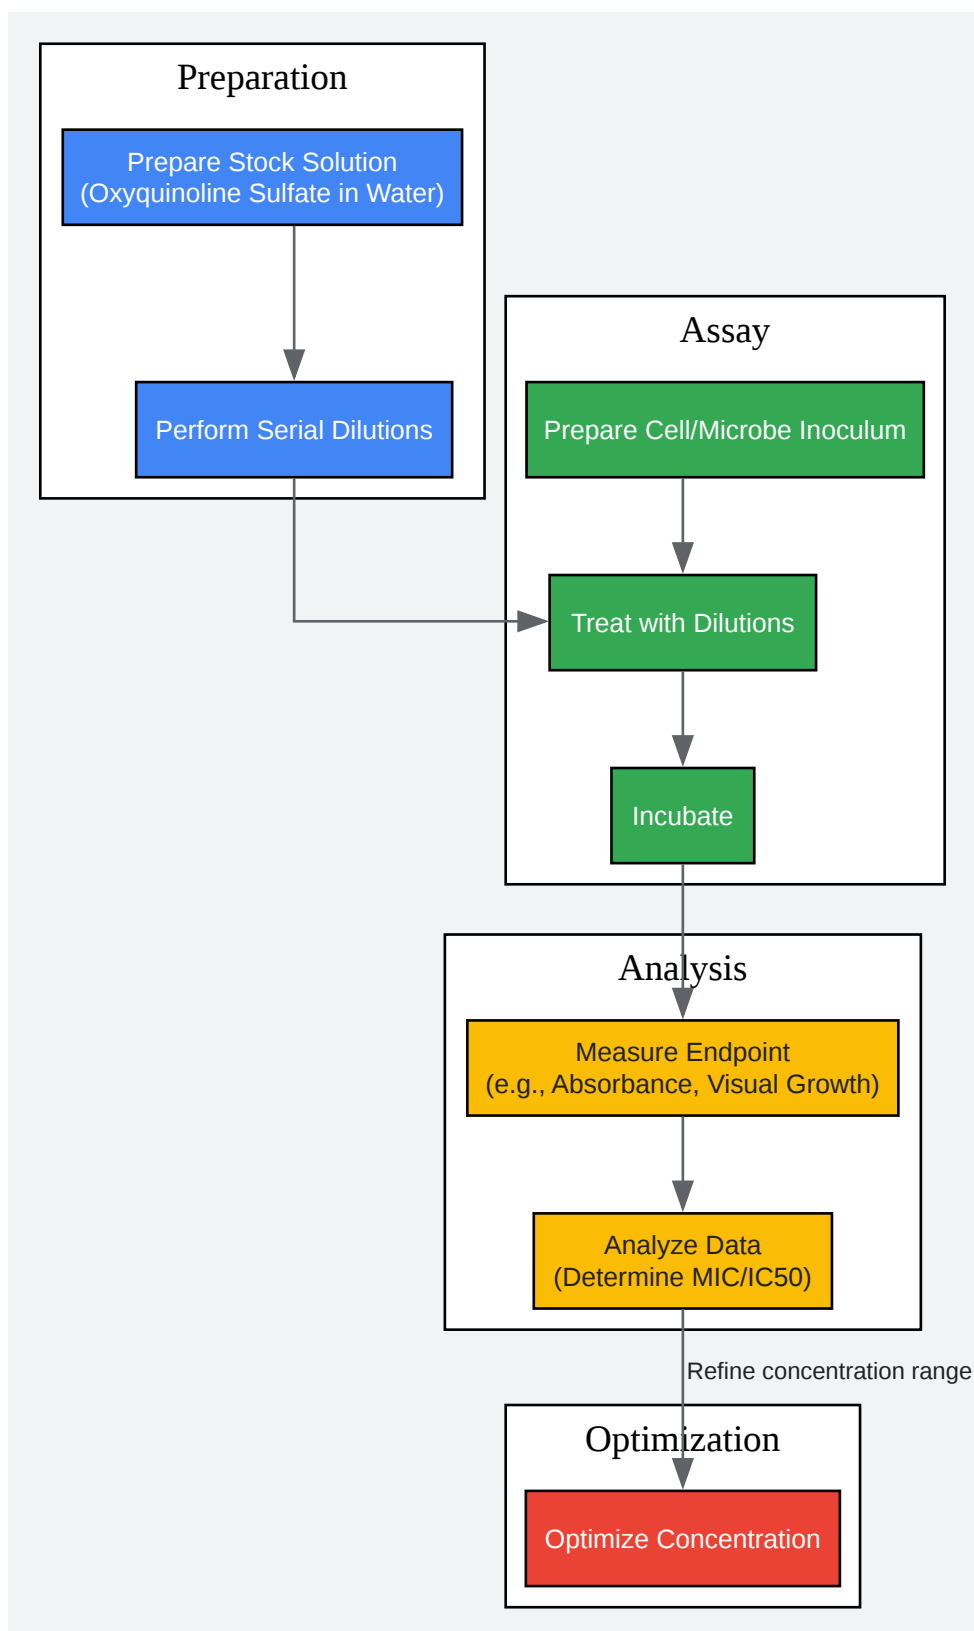 Preparation
Prepare Stock Solution
(Oxyquinoline Sulfate in Water)
Perform Serial Dilutions
Assay
Prepare Cell/Microbe Inoculum
Treat with Dilutions
Incubate
Analysis
Measure Endpoint
(e.g., Absorbance, Visual Growth)
Analyze Data
(Determine MIC/IC50)
Refine concentration range
Optimization
Optimize Concentration